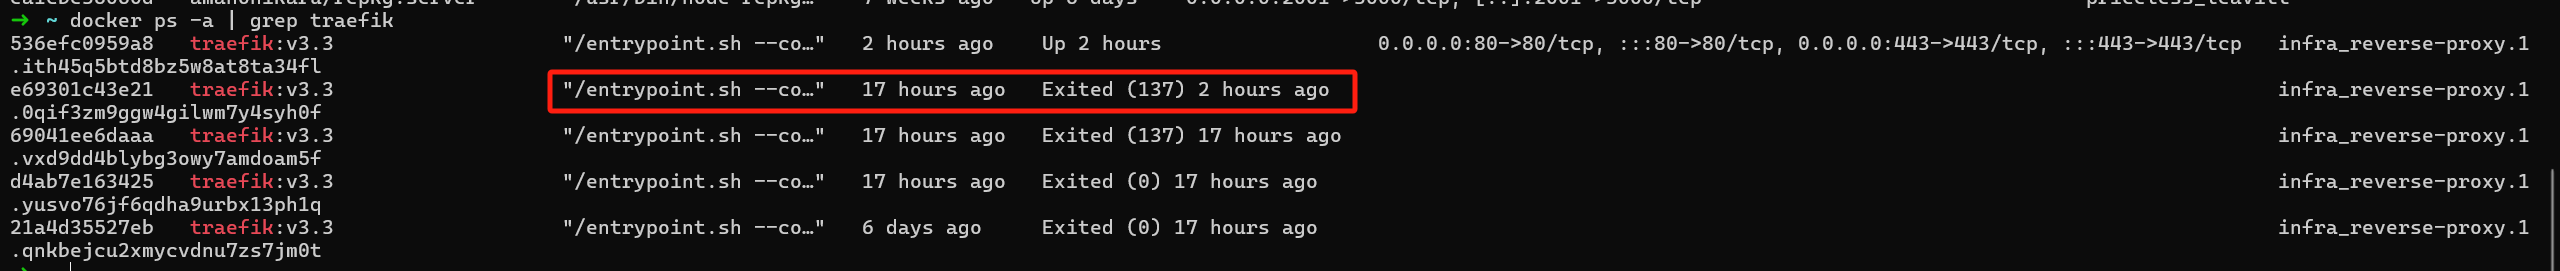 ➜ ~ docker ps -a | grep traefik
536efc0959a8 traefik:v3.3 "/entrypoint.sh --co…" 2 hours ago Up 2 hours 0.0.0.0:80->80/tcp, :::80->80/tcp, 0.0.0.0:443->443/tcp, :::443->443/tcp infra_reverse-proxy.1
.ith45q5btd8bz5w8at8ta34fl
e69301c43e21 traefik:v3.3 "/entrypoint.sh --co…" 17 hours ago Exited (137) 2 hours ago infra_reverse-proxy.1
.0qif3zm9ggw4gilwm7y4syh0f
69041ee6daaa traefik:v3.3 "/entrypoint.sh --co…" 17 hours ago Exited (137) 17 hours ago infra_reverse-proxy.1
.vxd9dd4blybg3owy7amdoam5f
d4ab7e163425 traefik:v3.3 "/entrypoint.sh --co…" 17 hours ago Exited (0) 17 hours ago infra_reverse-proxy.1
.yusvo76jf6qdha9urbx13ph1q
21a4d35527eb traefik:v3.3 "/entrypoint.sh --co…" 6 days ago Exited (0) 17 hours ago infra_reverse-proxy.1
.qnkbejcu2xmycvdnu7zs7jm0t